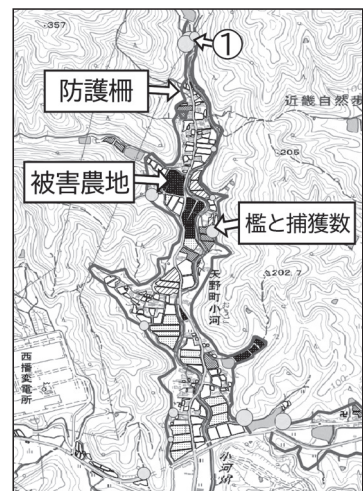 ・357
①
防護柵
近畿自然歩
・205
被害農地
檻と捕獲数
天野町小河
・202.7
西播変電所
小河